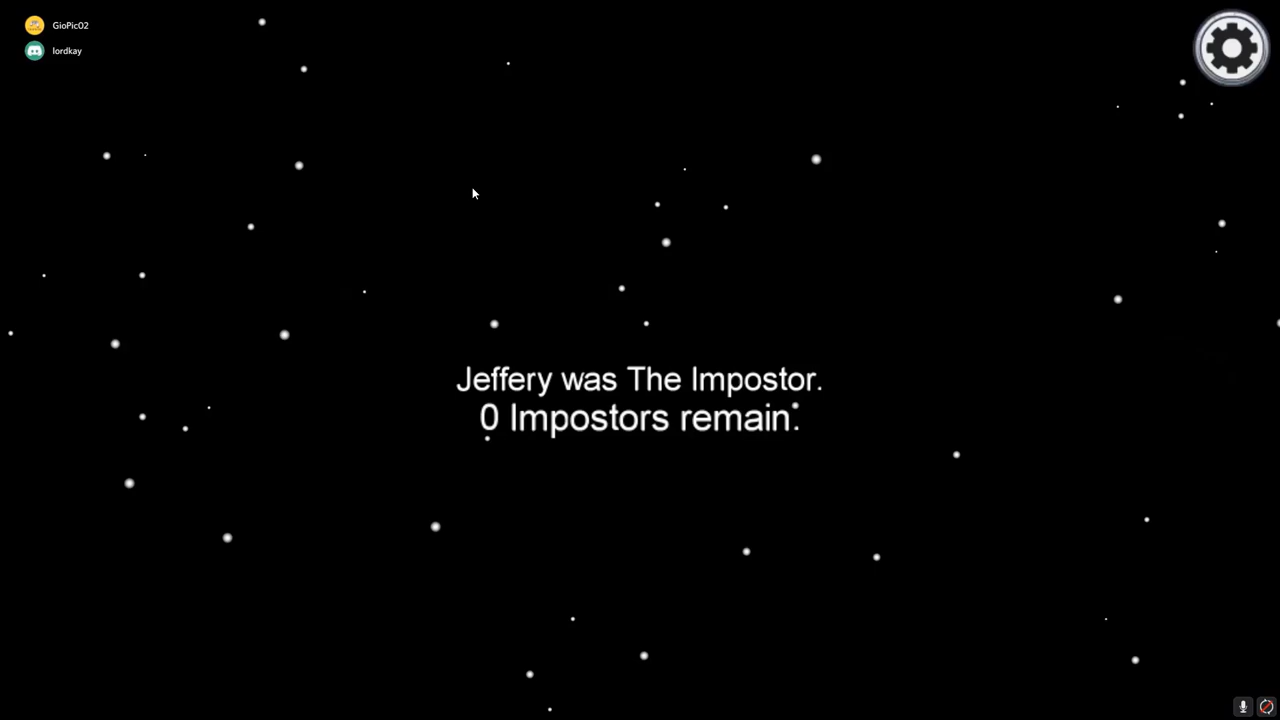 GioPic02
lordkay
Jeffery was The Impostor.
0 Impostors remain.